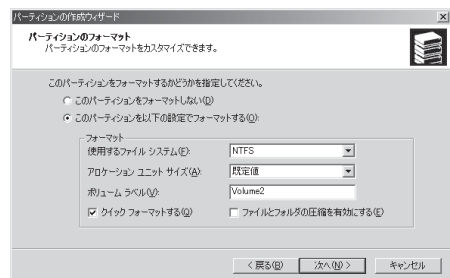 パーティションの作成ウィザード
パーティションのフォーマット
パーティションのフォーマットをカスタマイズできます。
このパーティションをフォーマットするかどうかを指定してください。
このパーティションをフォーマットしない(D)
このパーティションを以下の設定でフォーマットする(O):
フォーマット
使用するファイル システム(F): NTFS
アロケーション ユニット サイズ(A): 既定値
ボリューム ラベル(V): Volume2
クイック フォーマットする(Q) ファイルとフォルダの圧縮を有効にする(E)
< 戻る(B) 次へ(N) > キャンセル